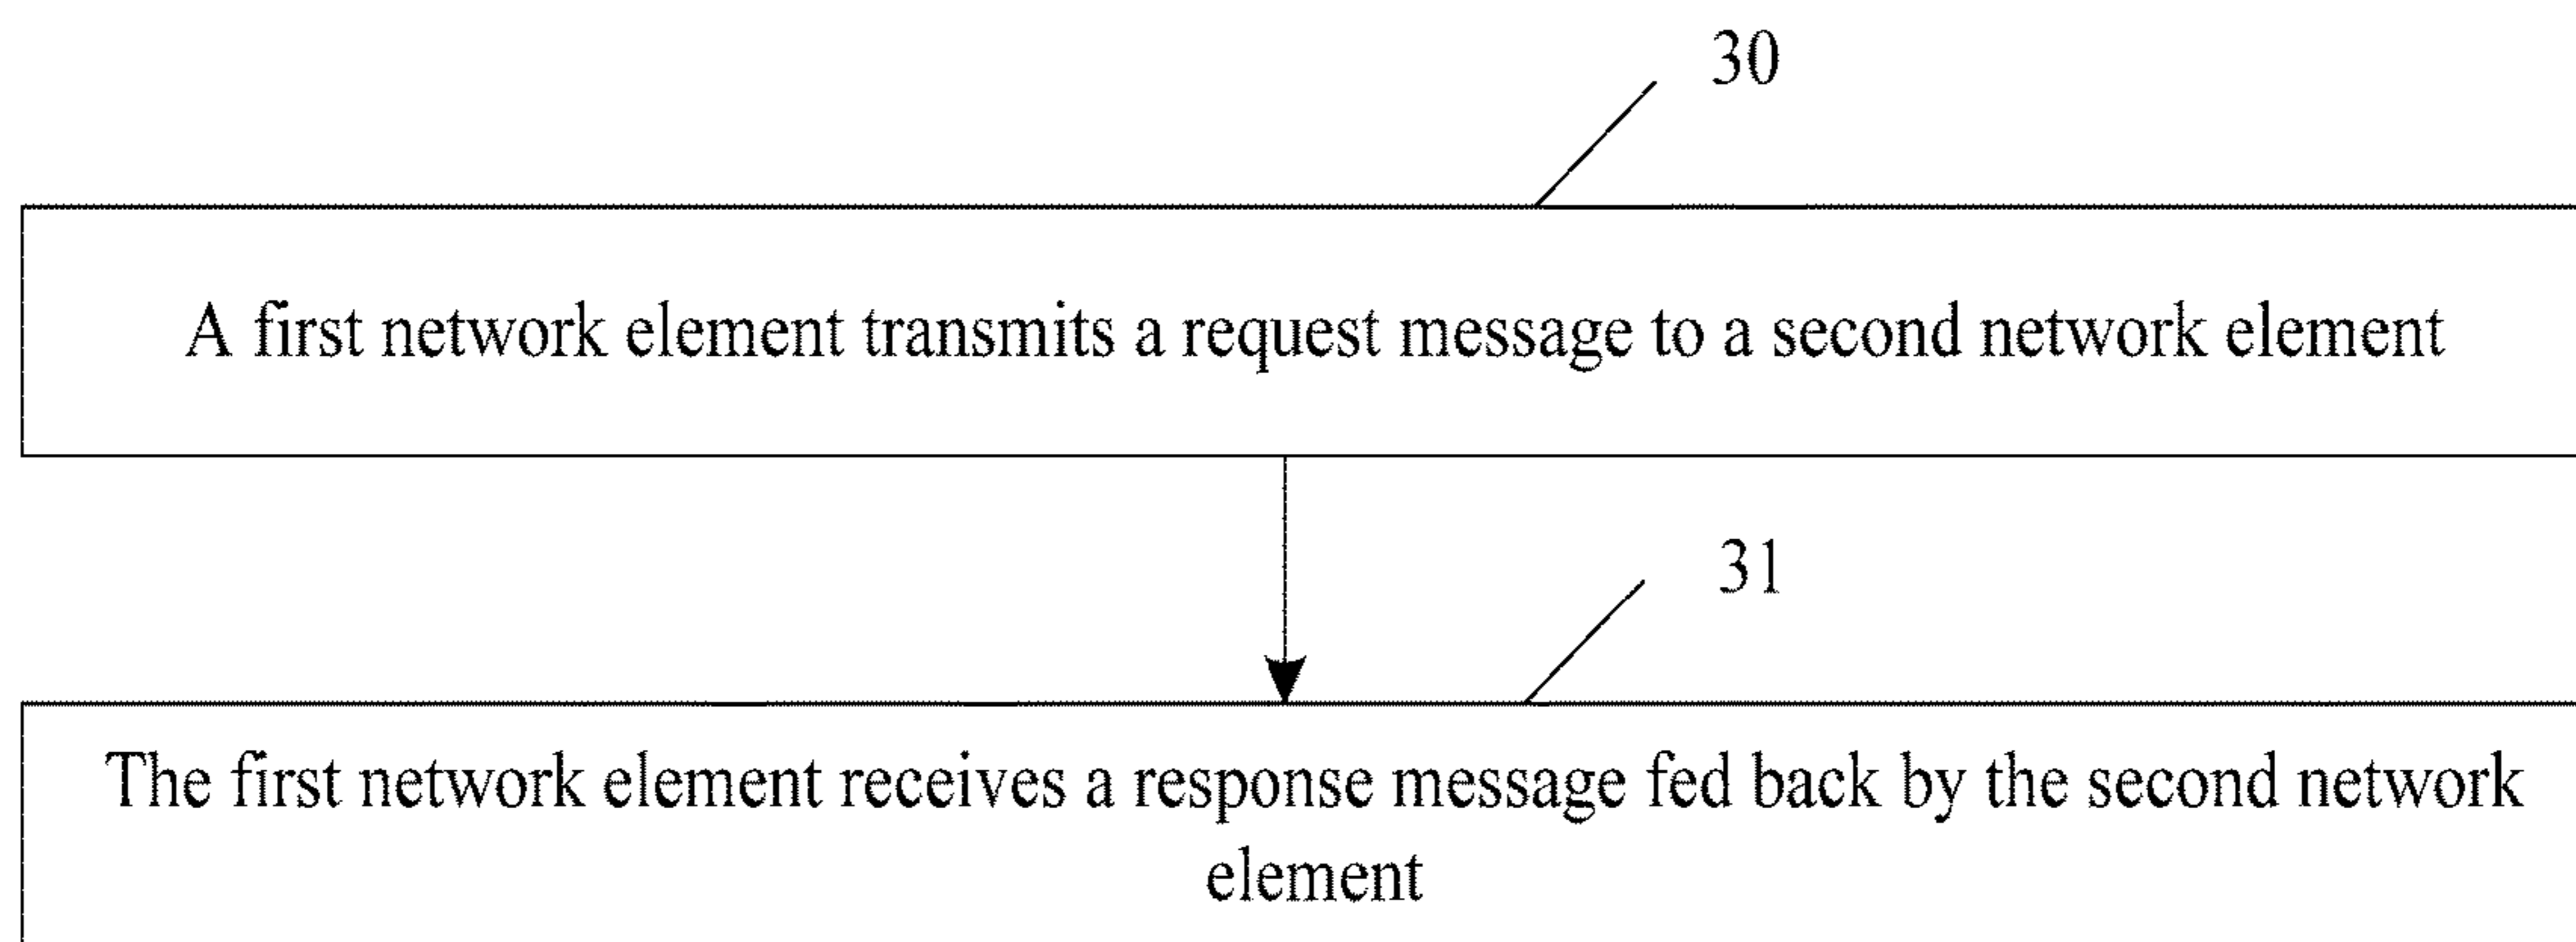 30
A first network element transmits a request message to a second network element
31
The first network element receives a response message fed back by the second network
element